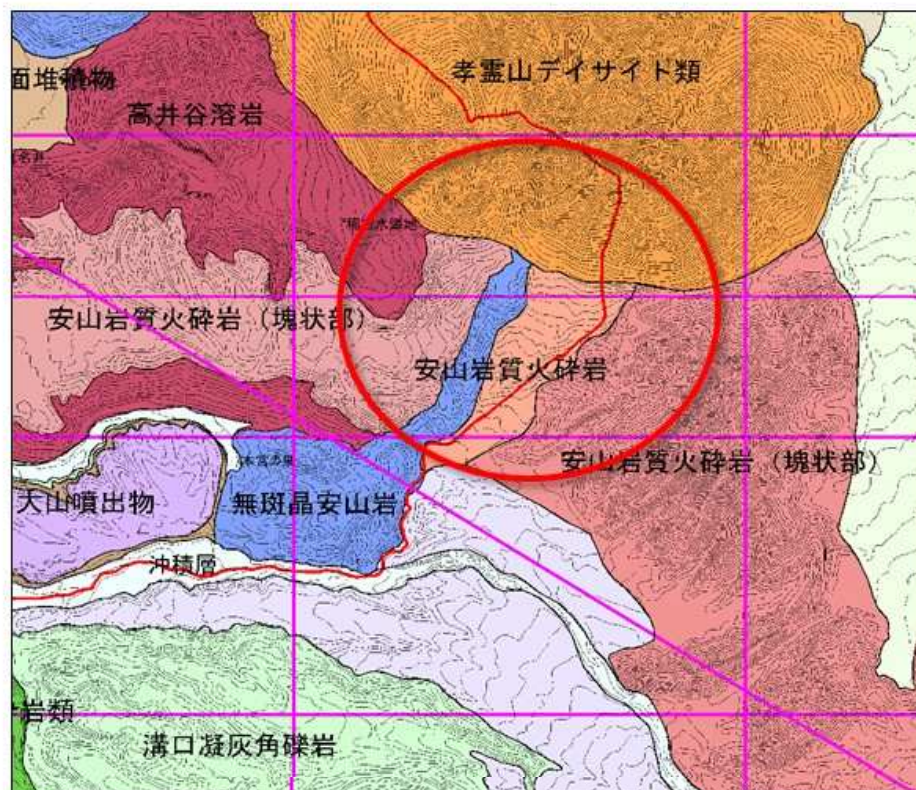 孝霊山デイサイト類
面堆積物
高井谷溶岩
安山岩質火砕岩（塊状部）
安山岩質火砕岩
安山岩質火砕岩（塊状部）
大山噴出物
無斑晶安山岩
沖積層
岩類
溝口凝灰角礫岩